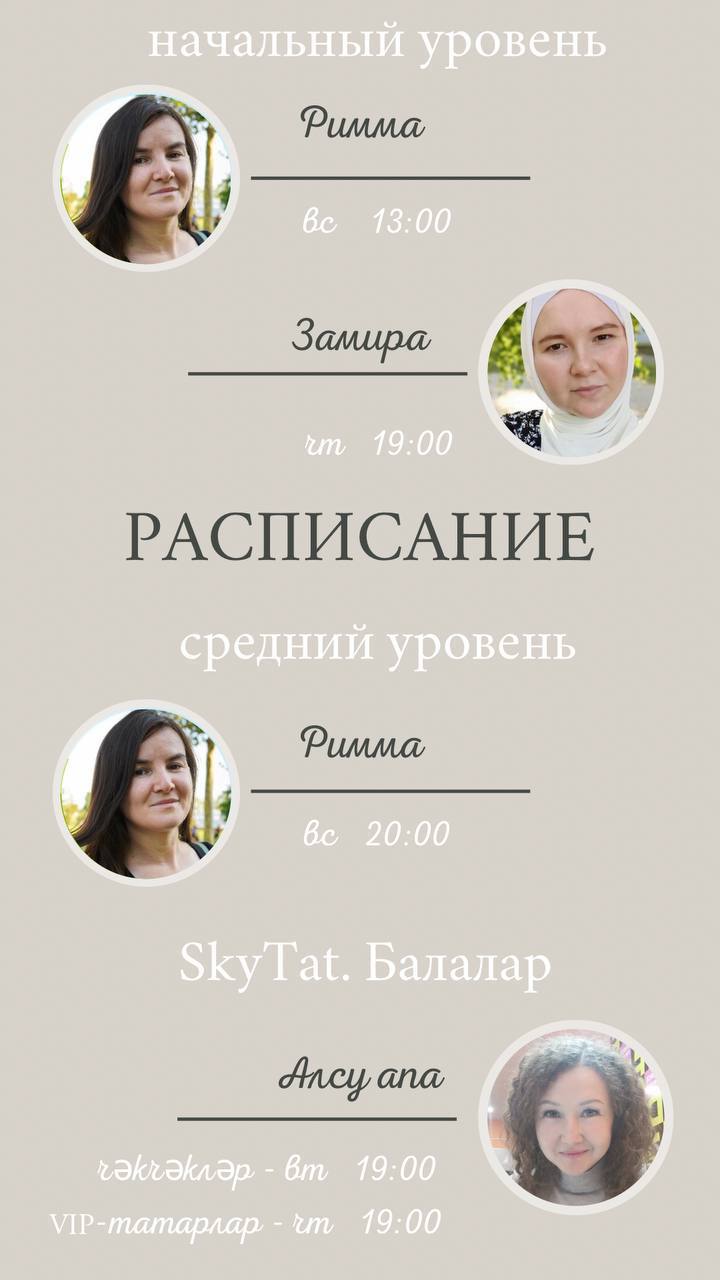 начальный уровень
Римма
вс 13:00
Замира
чт 19:00
РАСПИСАНИЕ
средний уровень
Римма
вс 20:00
SkyTat. Балалар
Алсу апа
чәкчәкләр - вт 19:00
VIP-татарлар - чт 19:00